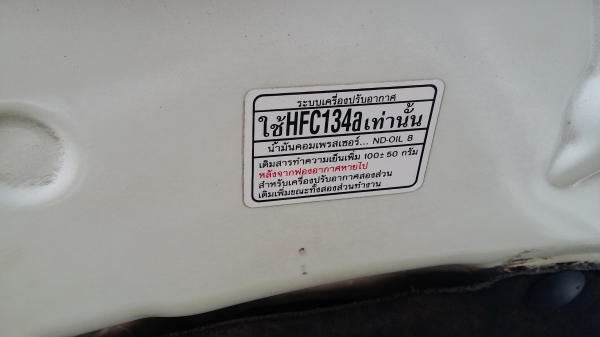 ระบบเครื่องปรับอากาศ
ใช้HFC134aเท่านั้น
น้ำมันคอมเพรสเซอร์... ND-OIL 8
เติมสารทำความเย็นเพิ่ม 100±50 กรัม
หลังจากฟองอากาศหายไป
สำหรับเครื่องปรับอากาศสองส่วน
เติมเพิ่มขณะทั้งสองส่วนทำงาน